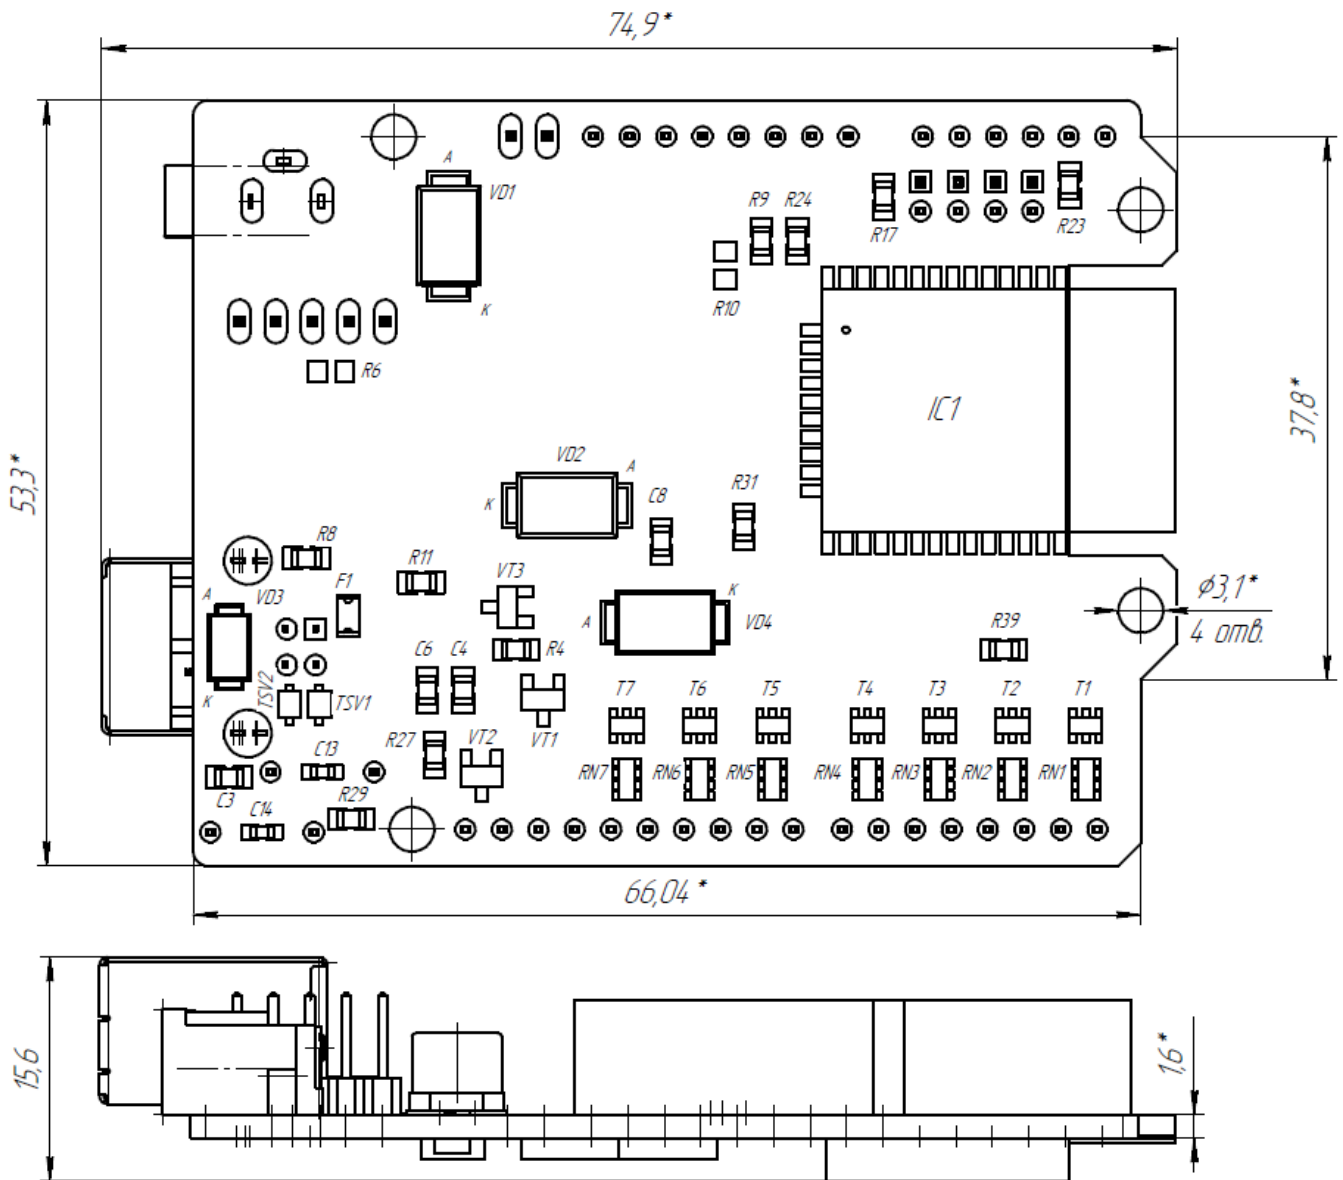 74,9*
A
VD1
K
R9
R24
R17
R23
R10
R6
IC1
37,8*
53,3*
VD2
A
K
C8
R31
R8
R11
F1
VT3
A
VD3
K
A
VD4
ϕ3,1*
4 отв.
R39
C6
C4
R4
K
TSV2
TSV1
T7
T6
T5
T4
T3
T2
T1
R27
VT2
VT1
C13
RN7
RN6
RN5
RN4
RN3
RN2
RN1
C3
C14
R29
66,04*
15,6
1,6*